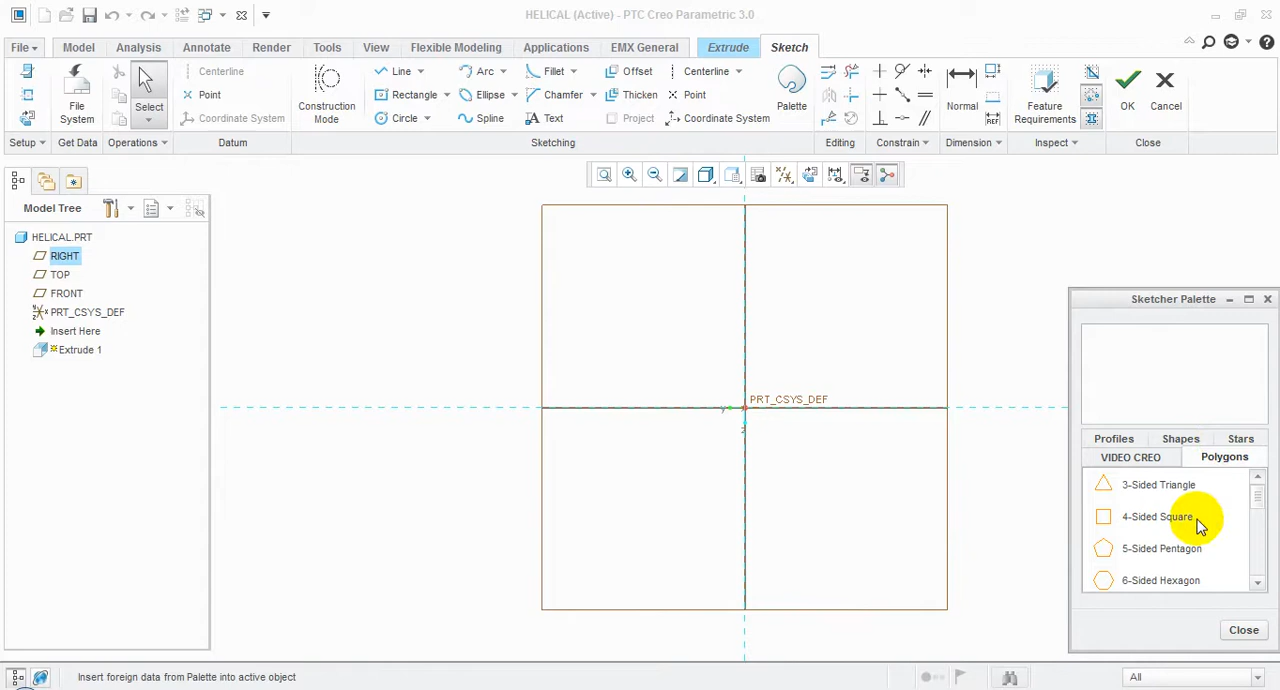 HELICAL (Active) - PTC Creo Parametric 3.0
File Model Analysis Annotate Render Tools View Flexible Modeling Applications EMX General Extrude Sketch
Centerline Line Arc Fillet Offset Centerline
Point Rectangle Ellipse Chamfer Thicken Point
Coordinate System Circle Spline Text Project Coordinate System
File System Select Construction Mode Palette Normal Feature Requirements OK Cancel
REF
Setup Get Data Operations Datum Sketching Editing Constrain Dimension Inspect Close
Model Tree
HELICAL.PRT
RIGHT
TOP
FRONT
PRT_CSYS_DEF
Insert Here
Extrude 1
PRT_CSYS_DEF
y
z
Sketcher Palette
Profiles Shapes Stars
VIDEO CREO Polygons
3-Sided Triangle
4-Sided Square
5-Sided Pentagon
6-Sided Hexagon
Close
Insert foreign data from Palette into active object
All